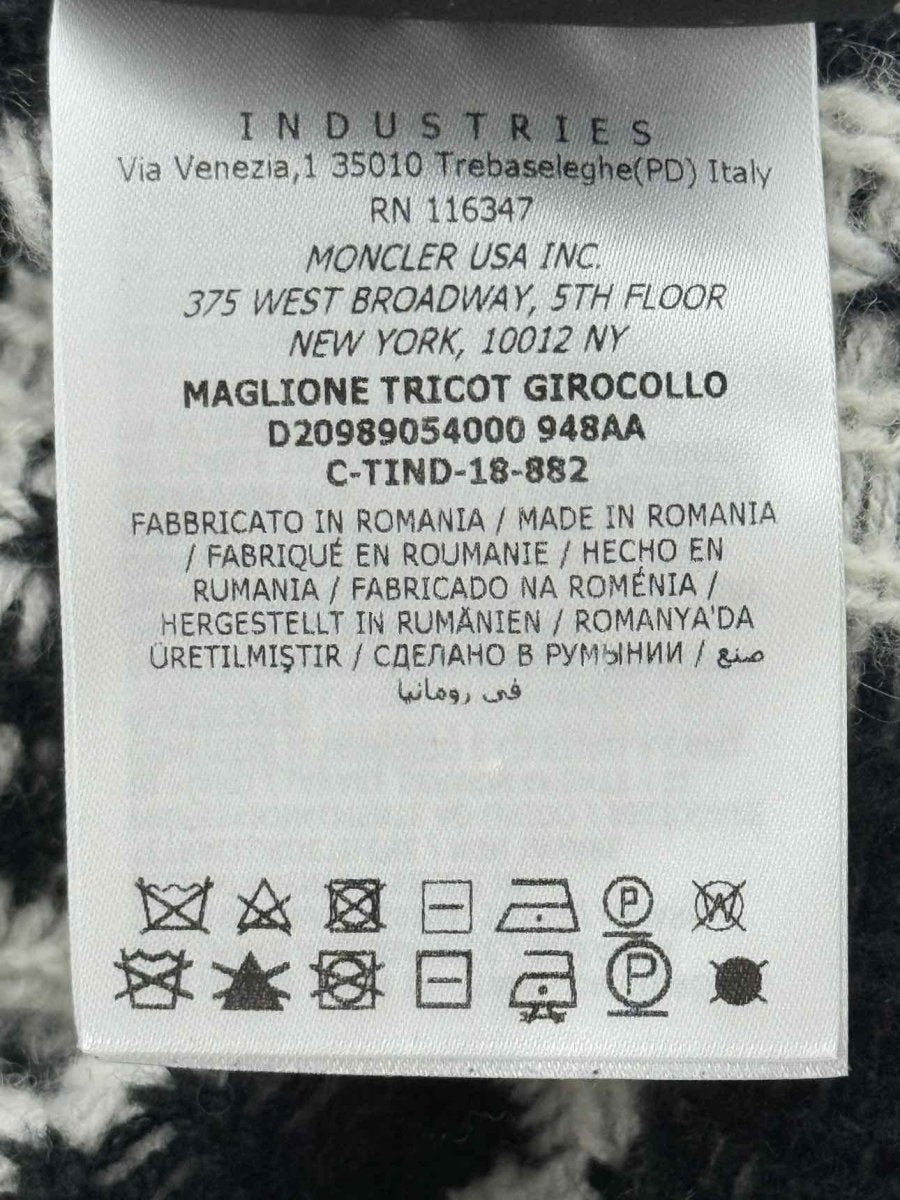 INDUSTRIES
Via Venezia,1 35010 Trebaseleghe(PD) Italy
RN 116347
MONCLER USA INC.
375 WEST BROADWAY, 5TH FLOOR
NEW YORK, 10012 NY
MAGLIONE TRICOT GIROCOLLO
D20989054000 948AA
C-TIND-18-882
FABBRICATO IN ROMANIA / MADE IN ROMANIA
/ FABRIQUÉ EN ROUMANIE / HECHO EN
RUMANIA / FABRICADO NA ROMÉNIA /
HERGESTELLT IN RUMÄNIEN / ROMANYA'DA
ÜRETILMIŞTIR / СДЕЛАНО В РУМЫНИИ / صنع
في رومانيا
P W
P